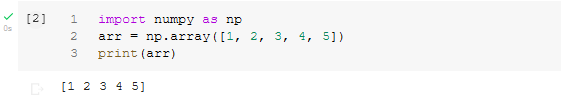 [2] 1 import numpy as np
2 arr = np.array([1, 2, 3, 4, 5])
0s
3 print(arr)
[1 2 3 4 5]